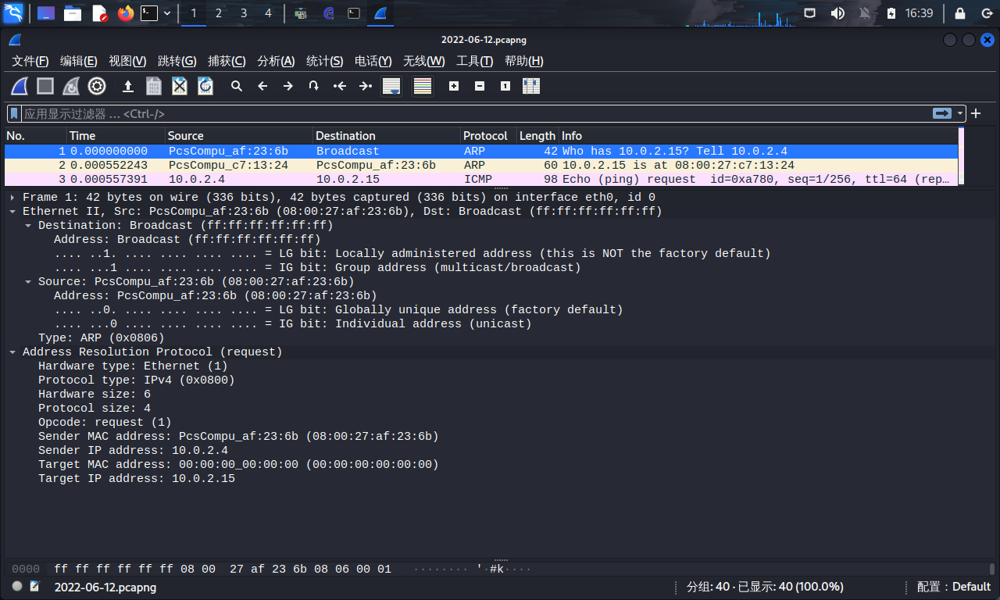 1 2 3 4 16:39
2022-06-12.pcapng
文件(F) 编辑(E) 视图(V) 跳转(G) 捕获(C) 分析(A) 统计(S) 电话(Y) 无线(W) 工具(T) 帮助(H)
应用显示过滤器 … <Ctrl-/>
No. Time Source Destination Protocol Length Info
1 0.000000000 PcsCompu_af:23:6b Broadcast ARP 42 Who has 10.0.2.15? Tell 10.0.2.4
2 0.000552243 PcsCompu_c7:13:24 PcsCompu_af:23:6b ARP 60 10.0.2.15 is at 08:00:27:c7:13:24
3 0.000557391 10.0.2.4 10.0.2.15 ICMP 98 Echo (ping) request id=0xa780, seq=1/256, ttl=64 (rep…
Frame 1: 42 bytes on wire (336 bits), 42 bytes captured (336 bits) on interface eth0, id 0
Ethernet II, Src: PcsCompu_af:23:6b (08:00:27:af:23:6b), Dst: Broadcast (ff:ff:ff:ff:ff:ff)
Destination: Broadcast (ff:ff:ff:ff:ff:ff)
Address: Broadcast (ff:ff:ff:ff:ff:ff)
.... ..1. .... .... .... .... = LG bit: Locally administered address (this is NOT the factory default)
.... ...1 .... .... .... .... = IG bit: Group address (multicast/broadcast)
Source: PcsCompu_af:23:6b (08:00:27:af:23:6b)
Address: PcsCompu_af:23:6b (08:00:27:af:23:6b)
.... ..0. .... .... .... .... = LG bit: Globally unique address (factory default)
.... ...0 .... .... .... .... = IG bit: Individual address (unicast)
Type: ARP (0x0806)
Address Resolution Protocol (request)
Hardware type: Ethernet (1)
Protocol type: IPv4 (0x0800)
Hardware size: 6
Protocol size: 4
Opcode: request (1)
Sender MAC address: PcsCompu_af:23:6b (08:00:27:af:23:6b)
Sender IP address: 10.0.2.4
Target MAC address: 00:00:00_00:00:00 (00:00:00:00:00:00)
Target IP address: 10.0.2.15
0000 ff ff ff ff ff ff 08 00 27 af 23 6b 08 06 00 01 ········ '·#k····
2022-06-12.pcapng 分组: 40 · 已显示: 40 (100.0%) 配置：Default